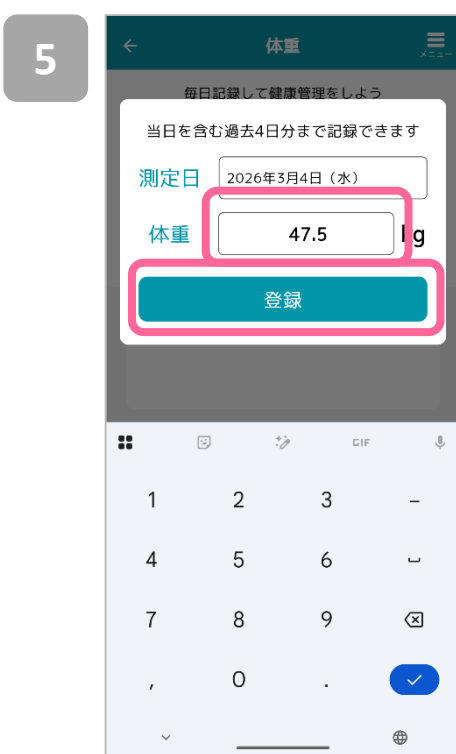 5
体重
メニュー
毎日記録して健康管理をしよう
当日を含む過去4日分まで記録できます
測定日 2026年3月4日（水）
体重 47.5 kg
登録
GIF
1 2 3 －
4 5 6
7 8 9
, 0 .